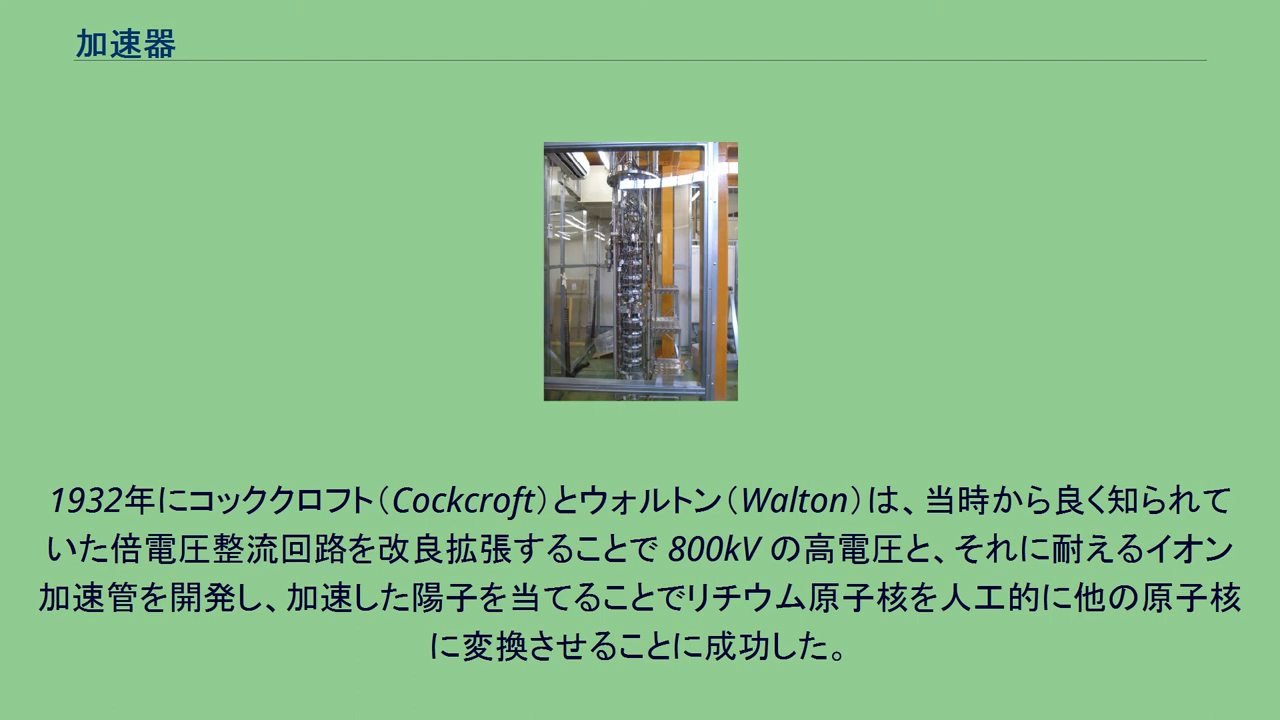 加速器
1932年にコッククロフト（Cockcroft）とウォルトン（Walton）は、当時から良く知られて
いた倍電圧整流回路を改良拡張することで 800kV の高電圧と、それに耐えるイオン
加速管を開発し、加速した陽子を当てることでリチウム原子核を人工的に他の原子核
に変換させることに成功した。